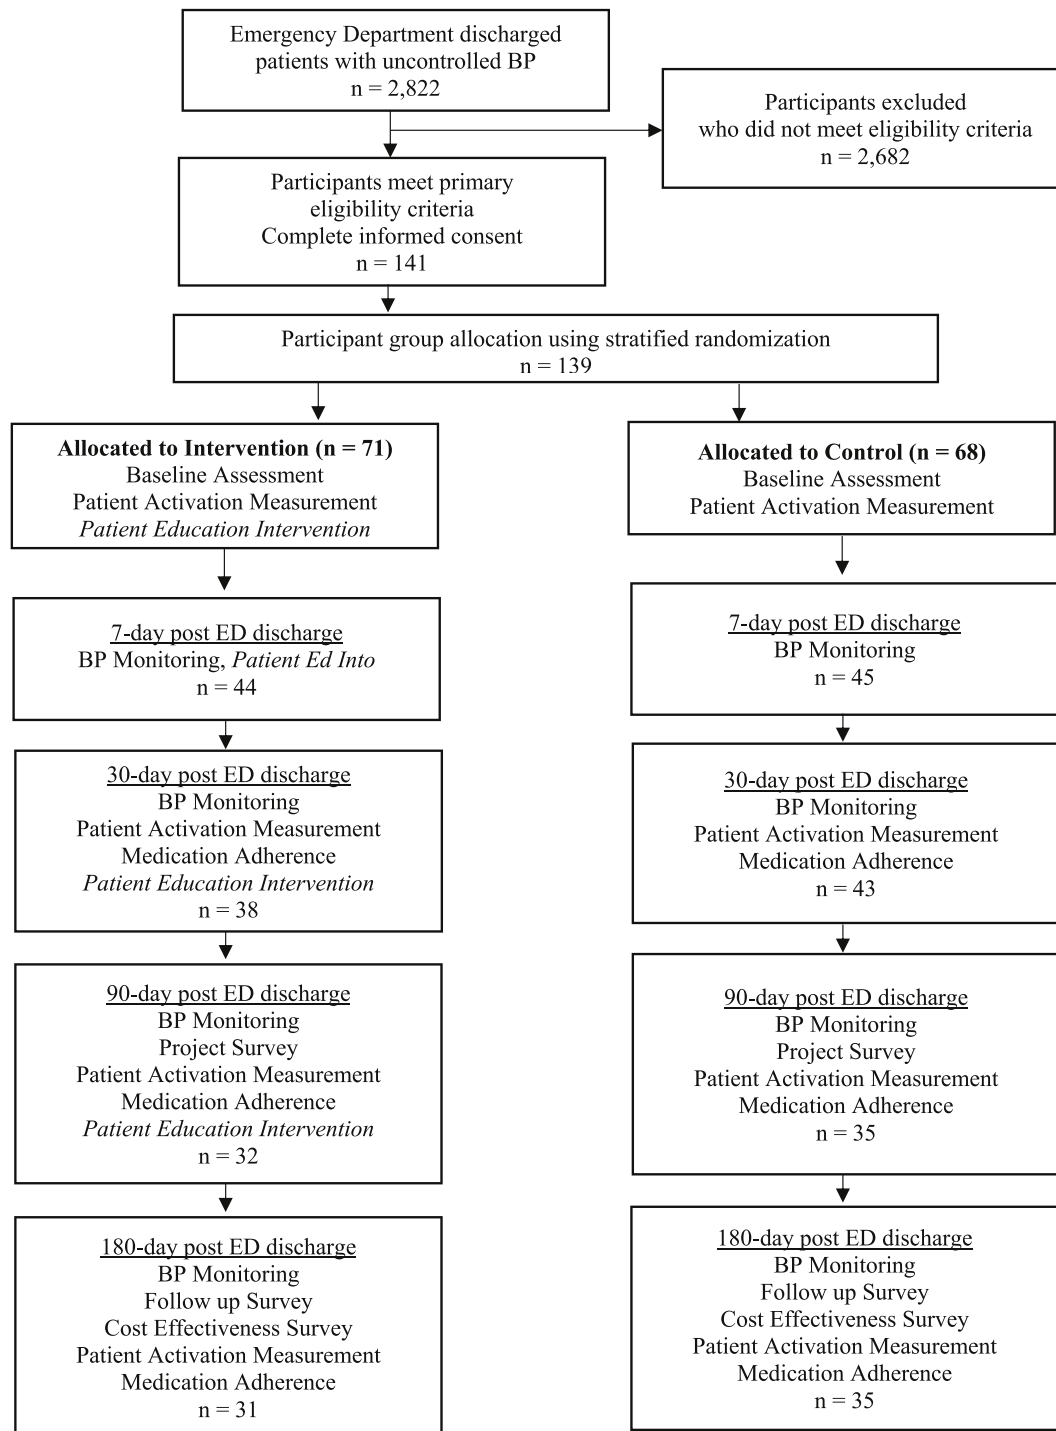 Emergency Department discharged
patients with uncontrolled BP
n = 2,822
Participants excluded
who did not meet eligibility criteria
n = 2,682
Participants meet primary
eligibility criteria
Complete informed consent
n = 141
Participant group allocation using stratified randomization
n = 139
Allocated to Intervention (n = 71)
Baseline Assessment
Patient Activation Measurement
Patient Education Intervention
Allocated to Control (n = 68)
Baseline Assessment
Patient Activation Measurement
7-day post ED discharge
BP Monitoring, Patient Ed Into
n = 44
7-day post ED discharge
BP Monitoring
n = 45
30-day post ED discharge
BP Monitoring
Patient Activation Measurement
Medication Adherence
Patient Education Intervention
n = 38
30-day post ED discharge
BP Monitoring
Patient Activation Measurement
Medication Adherence
n = 43
90-day post ED discharge
BP Monitoring
Project Survey
Patient Activation Measurement
Medication Adherence
Patient Education Intervention
n = 32
90-day post ED discharge
BP Monitoring
Project Survey
Patient Activation Measurement
Medication Adherence
n = 35
180-day post ED discharge
BP Monitoring
Follow up Survey
Cost Effectiveness Survey
Patient Activation Measurement
Medication Adherence
n = 31
180-day post ED discharge
BP Monitoring
Follow up Survey
Cost Effectiveness Survey
Patient Activation Measurement
Medication Adherence
n = 35